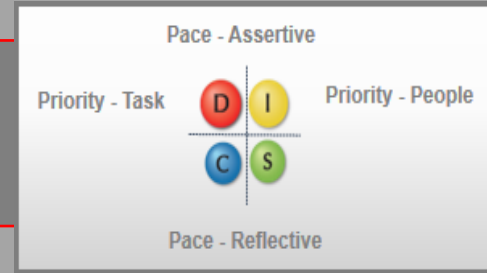 Pace - Assertive
Priority - Task
D I
Priority - People
C S
Pace - Reflective